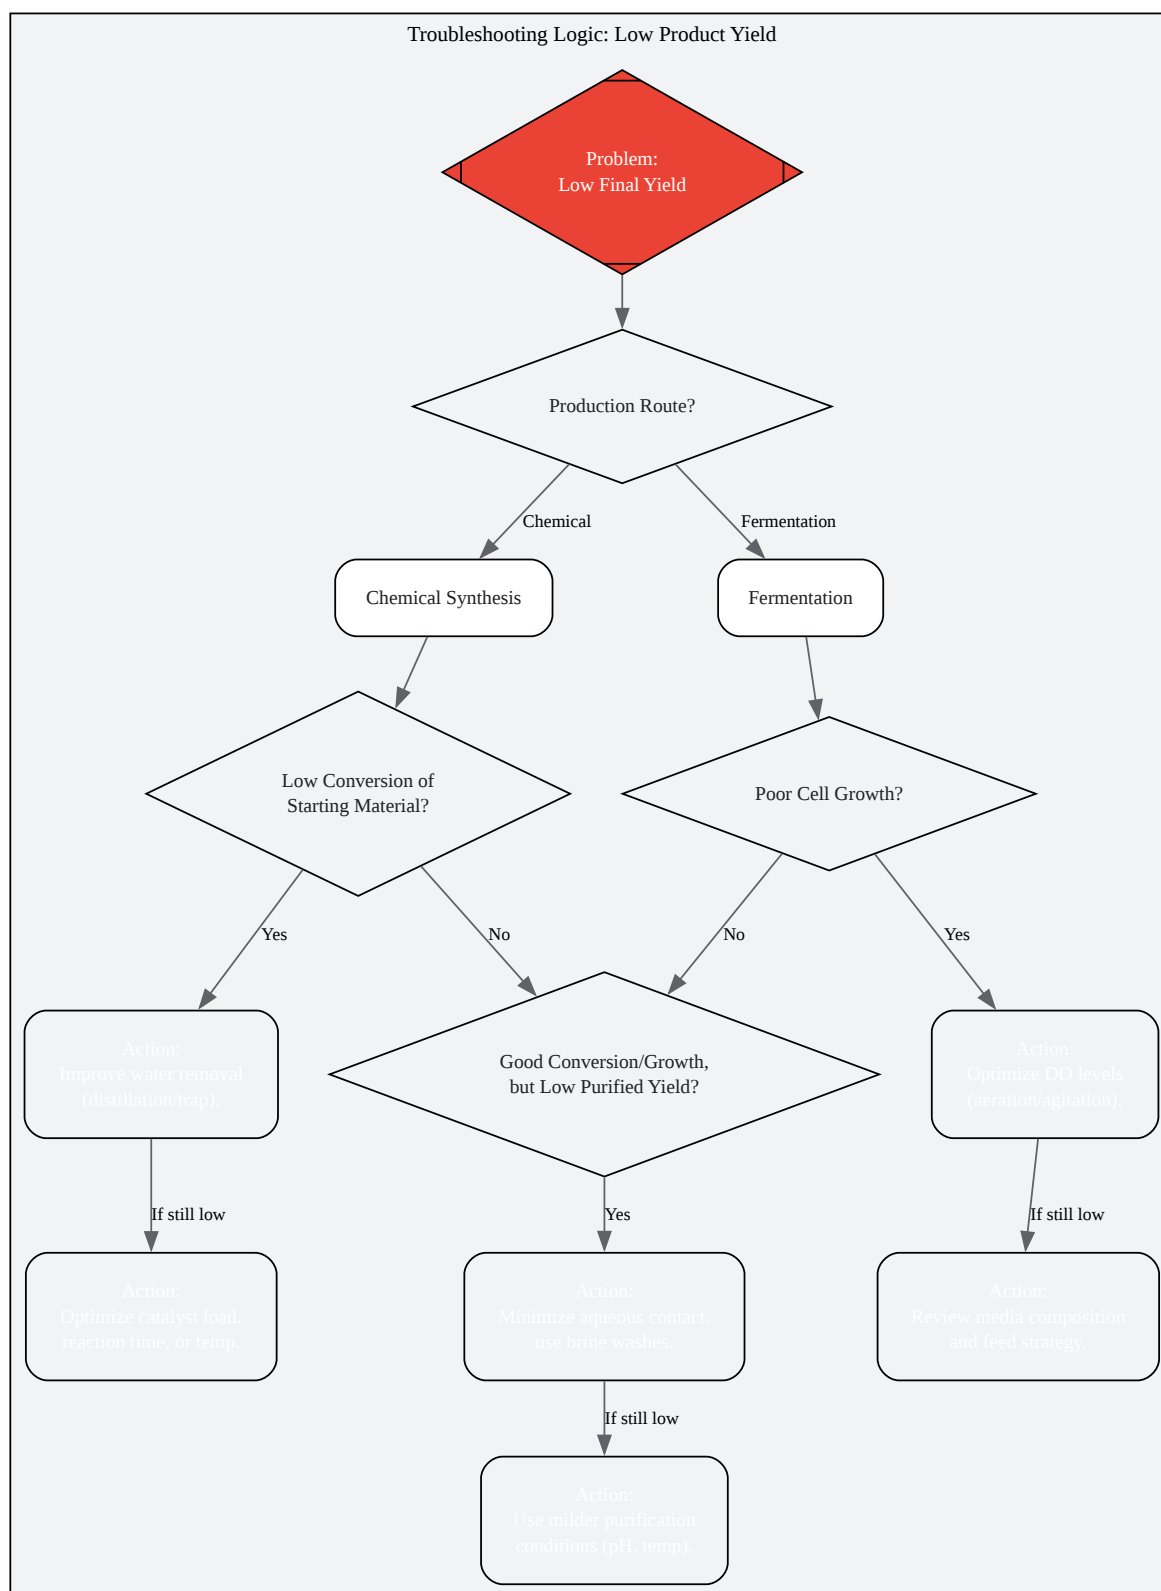 Troubleshooting Logic: Low Product Yield
Problem:
Low Final Yield
Production Route?
Chemical
Fermentation
Chemical Synthesis
Fermentation
Low Conversion of
Starting Material?
Poor Cell Growth?
Yes
No
No
Yes
Action:
Improve water removal
(distillation/trap).
Good Conversion/Growth,
but Low Purified Yield?
Action:
Optimize DO levels
(aeration/agitation).
If still low
Yes
If still low
Action:
Optimize catalyst load,
reaction time, or temp.
Action:
Minimize aqueous contact,
use brine washes.
Action:
Review media composition
and feed strategy.
If still low
Action:
Use milder purification
conditions (pH, temp).